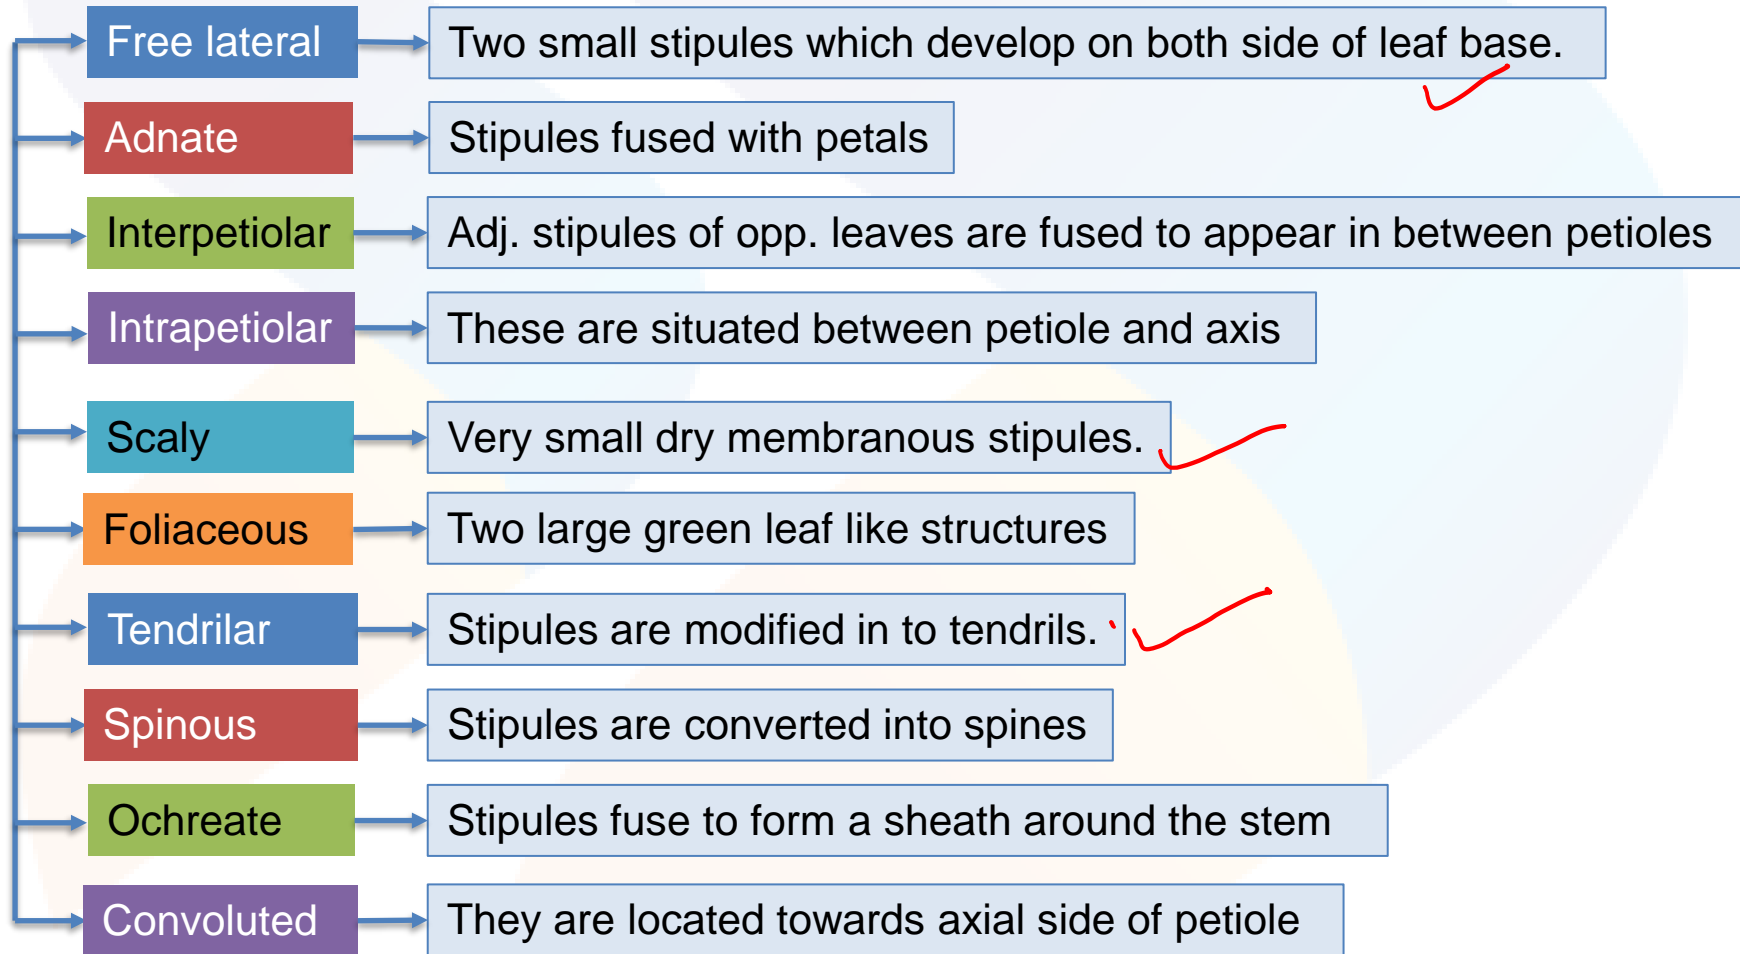 Free lateral Two small stipules which develop on both side of leaf base.
Adnate Stipules fused with petals
Interpetiolar Adj. stipules of opp. leaves are fused to appear in between petioles
Intrapetiolar These are situated between petiole and axis
Scaly Very small dry membranous stipules.
Foliaceous Two large green leaf like structures
Tendrilar Stipules are modified in to tendrils.
Spinous Stipules are converted into spines
Ochreate Stipules fuse to form a sheath around the stem
Convoluted They are located towards axial side of petiole